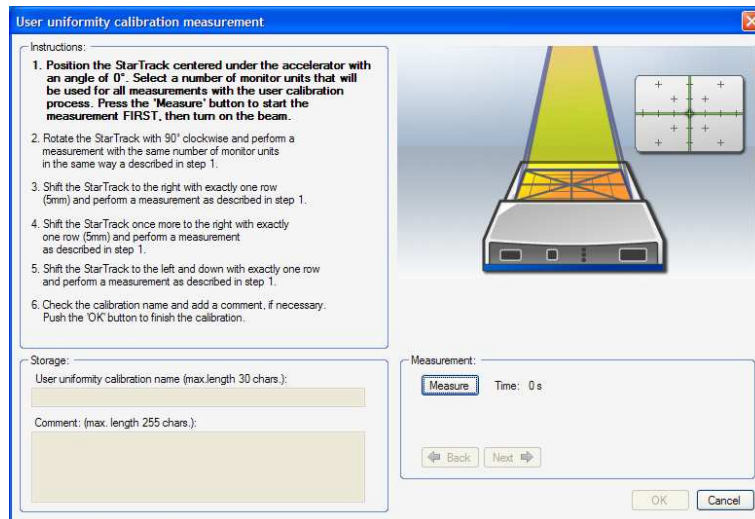 User uniformity calibration measurement
Instructions:
1. Position the StarTrack centered under the accelerator with
an angle of 0°. Select a number of monitor units that will
be used for all measurements with the user calibration
process. Press the 'Measure' button to start the
measurement FIRST, then turn on the beam.
2. Rotate the StarTrack with 90° clockwise and perform a
measurement with the same number of monitor units
in the same way a described in step 1.
3. Shift the StarTrack to the right with exactly one row
(5mm) and perform a measurement as described in step 1.
4. Shift the StarTrack once more to the right with exactly
one row (5mm) and perform a measurement
as described in step 1.
5. Shift the StarTrack to the left and down with exactly one row
and perform a measurement as described in step 1.
6. Check the calibration name and add a comment, if necessary.
Push the 'OK' button to finish the calibration.
Storage:
User uniformity calibration name (max.length 30 chars.):
Comment: (max. length 255 chars.):
Measurement:
Measure Time: 0 s
Back Next
OK Cancel